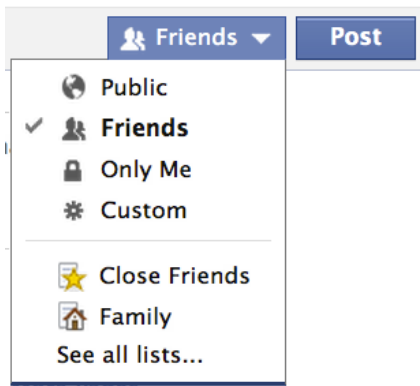 Friends Post
Public
Friends
Only Me
Custom
Close Friends
Family
See all lists...